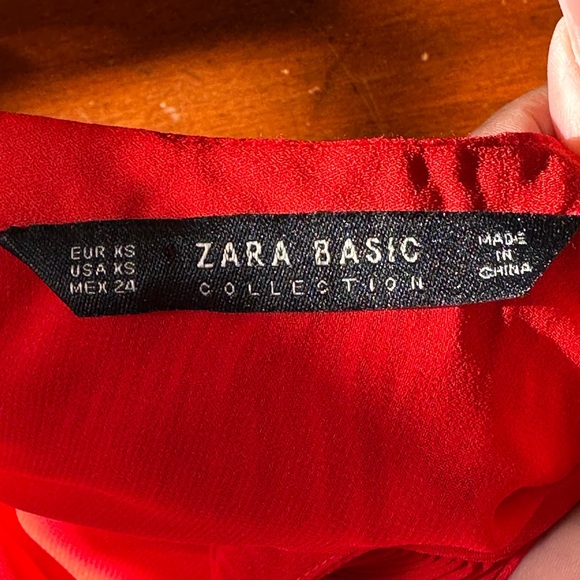 EUR XS
USA XS
MEX 24
ZARA BASIC
COLLECTION
MADE
IN
CHINA